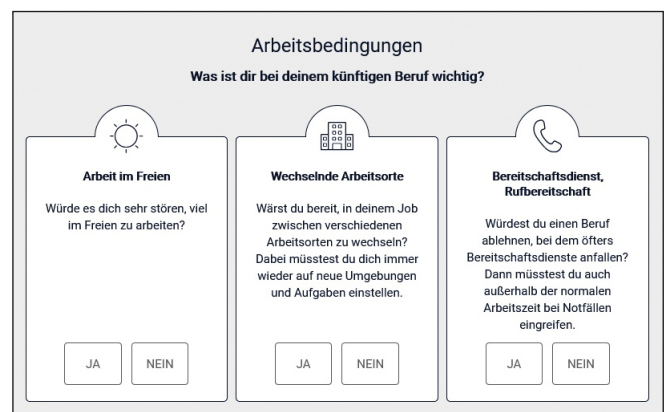 Arbeitsbedingungen
Was ist dir bei deinem künftigen Beruf wichtig?
Arbeit im Freien
Würde es dich sehr stören, viel
im Freien zu arbeiten?
JA
NEIN
Wechselnde Arbeitsorte
Wärst du bereit, in deinem Job
zwischen verschiedenen
Arbeitsorten zu wechseln?
Dabei müsstest du dich immer
wieder auf neue Umgebungen
und Aufgaben einstellen.
JA
NEIN
Bereitschaftsdienst,
Rufbereitschaft
Würdest du einen Beruf
ablehnen, bei dem öfters
Bereitschaftsdienste anfallen?
Dann müsstest du auch
außerhalb der normalen
Arbeitszeit bei Notfällen
eingreifen.
JA
NEIN